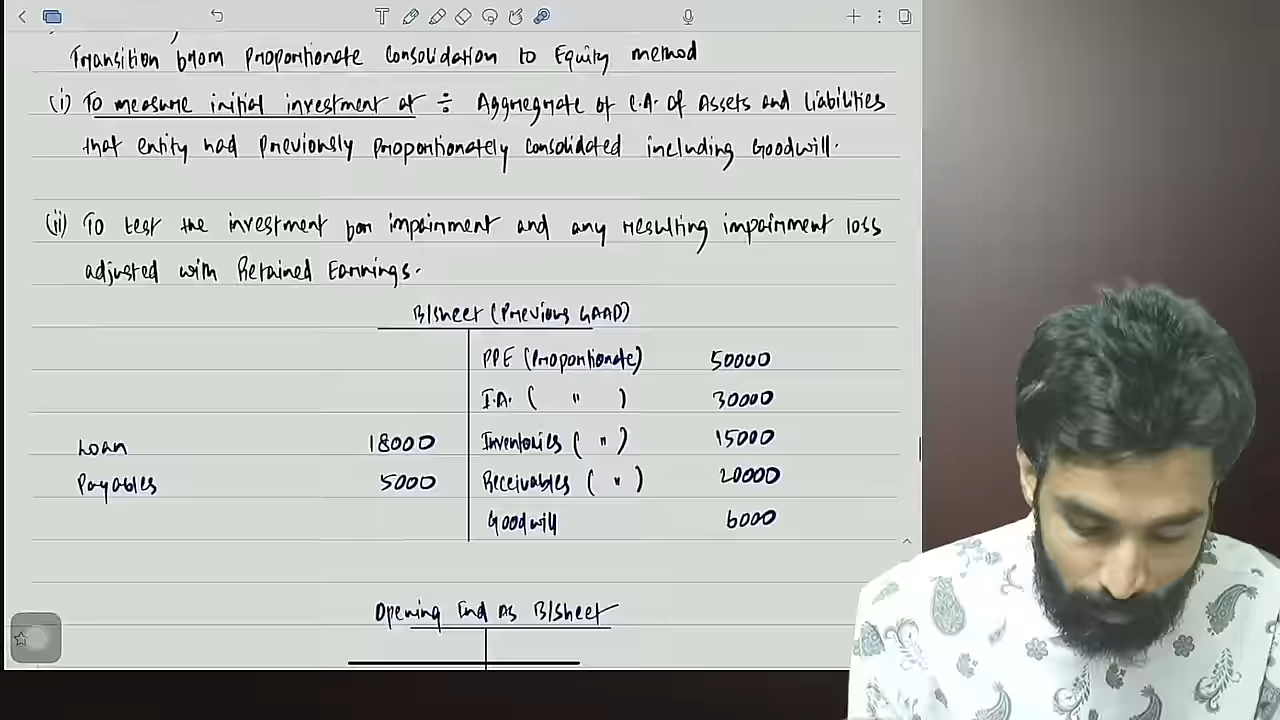 Transition from Proportionate Consolidation to Equity method
(i) To measure initial investment at ÷ Aggregate of C.A. of Assets and Liabilities
that entity had Previously Proportionately Consolidated including Goodwill.
(ii) To test the investment for impairment and any resulting impairment loss
adjusted with Retained Earnings.
B/Sheet (Previous GAAP)
PPE (Proportionate) 50000
I.A. ( " ) 30000
Loan 18000 Inventories ( " ) 15000
Payables 5000 Receivables ( " ) 20000
Goodwill 6000
Opening Ind AS B/Sheet